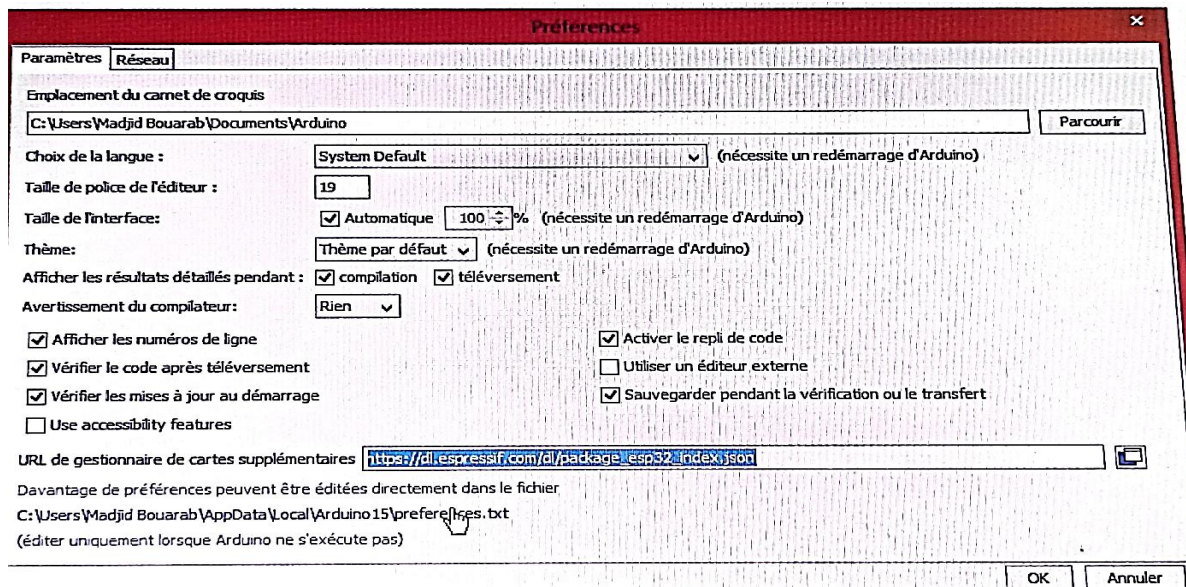 Préférences
Paramètres Réseau
Emplacement du carnet de croquis
C:\Users\Madjid Bouarab\Documents\Arduino Parcourir
Choix de la langue : System Default (nécessite un redémarrage d'Arduino)
Taille de police de l'éditeur : 19
Taille de l'interface: Automatique 100 % (nécessite un redémarrage d'Arduino)
Thème: Thème par défaut (nécessite un redémarrage d'Arduino)
Afficher les résultats détaillés pendant : compilation téléversement
Avertissement du compilateur: Rien
Afficher les numéros de ligne Activer le repli de code
Vérifier le code après téléversement Utiliser un éditeur externe
Vérifier les mises à jour au démarrage Sauvegarder pendant la vérification ou le transfert
Use accessibility features
URL de gestionnaire de cartes supplémentaires https://dl.espressif.com/dl/package_esp32_index.json
Davantage de préférences peuvent être éditées directement dans le fichier
C:\Users\Madjid Bouarab\AppData\Local\Arduino15\preferences.txt
(éditer uniquement lorsque Arduino ne s'exécute pas)
OK Annuler